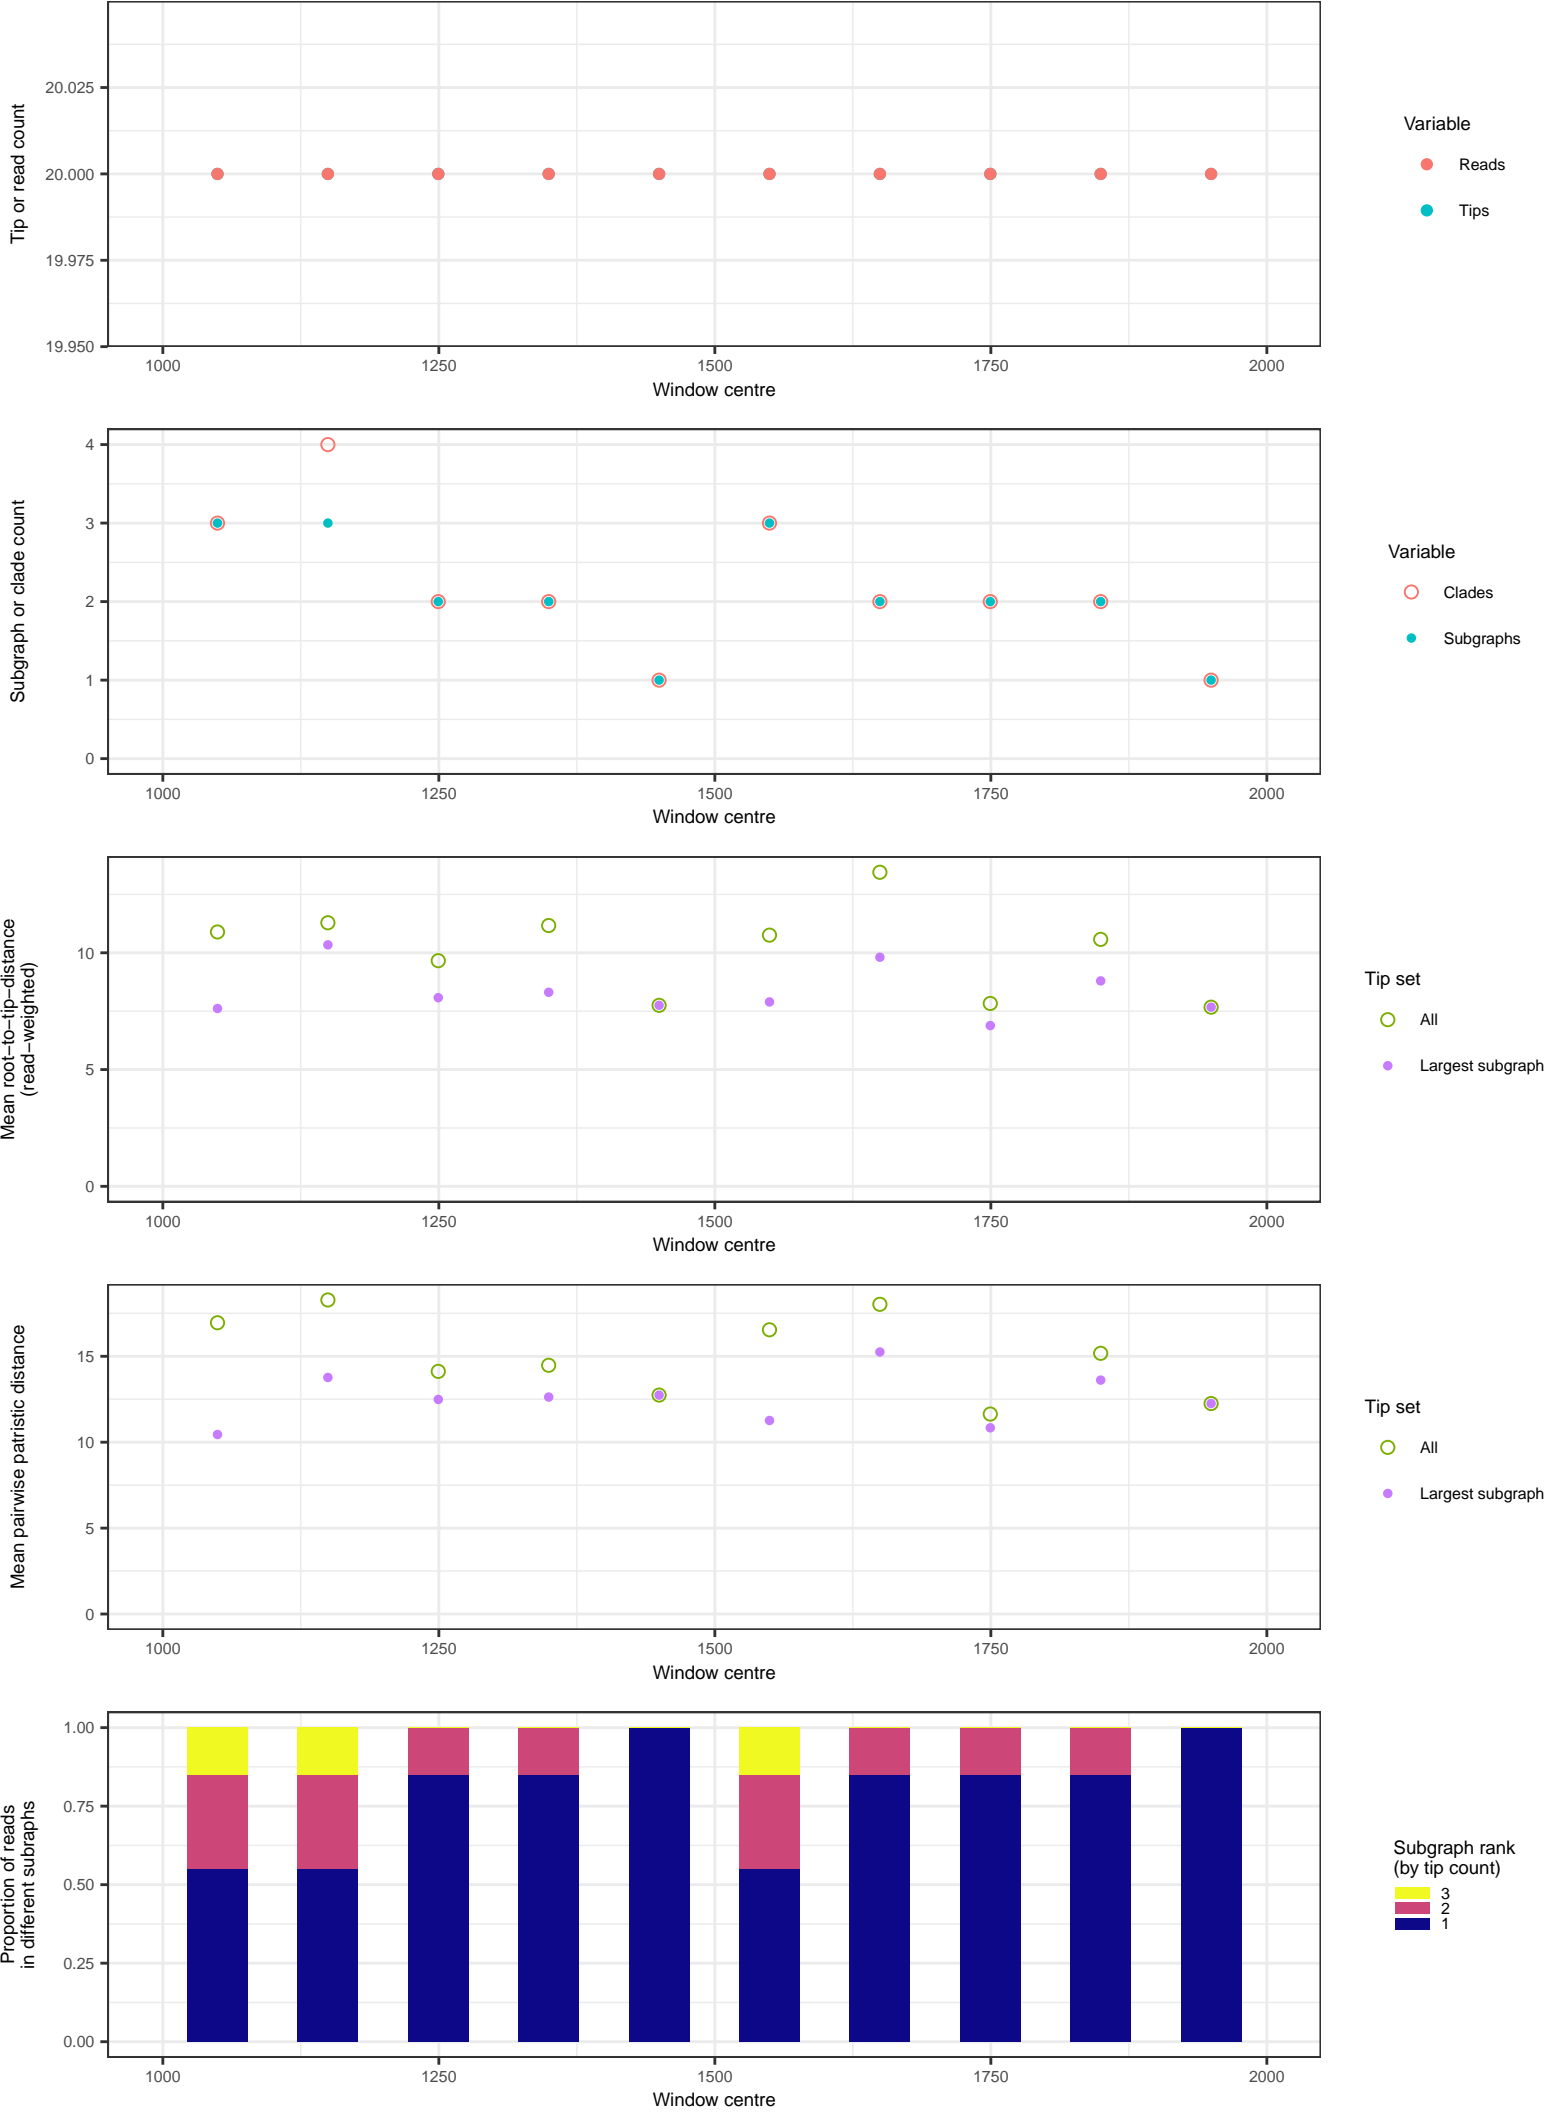 20.025
20.000
19.975
19.950
Tip or read count
1000 1250 1500 1750 2000
Window centre
Variable
Reads
Tips
4
3
2
1
0
Subgraph or clade count
1000 1250 1500 1750 2000
Window centre
Variable
Clades
Subgraphs
10
5
0
Mean root−to−tip−distance
(read−weighted)
1000 1250 1500 1750 2000
Window centre
Tip set
All
Largest subgraph
15
10
5
0
Mean pairwise patristic distance
1000 1250 1500 1750 2000
Window centre
Tip set
All
Largest subgraph
1.00
0.75
0.50
0.25
0.00
Proportion of reads
in different subraphs
1000 1250 1500 1750 2000
Window centre
Subgraph rank
(by tip count)
3
2
1